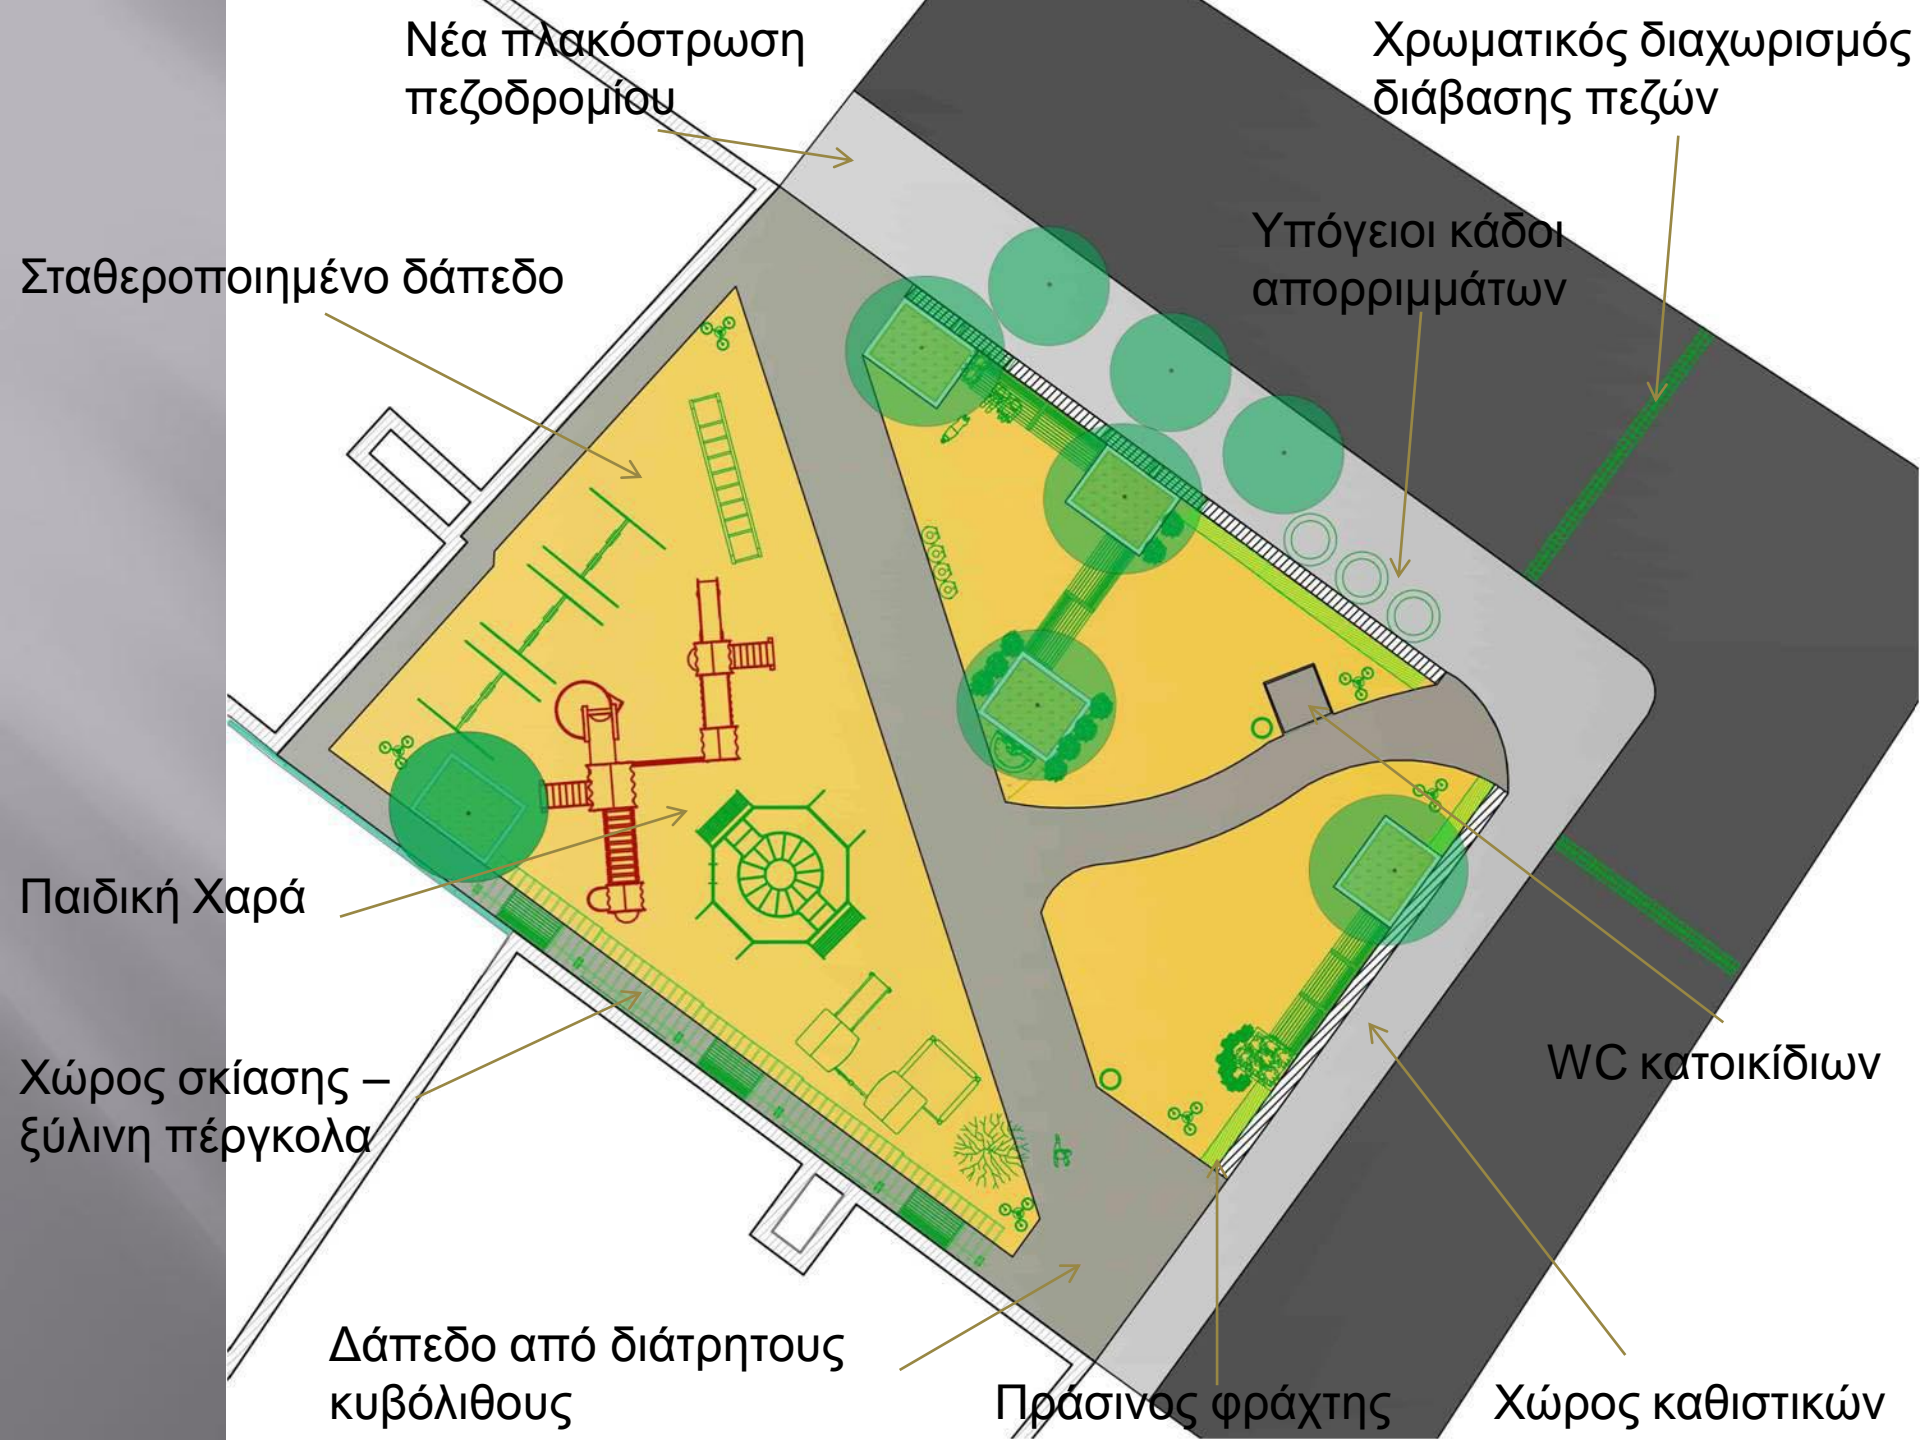 Νέα πλακόστρωση
πεζοδρομίου
Χρωματικός διαχωρισμός
διάβασης πεζών
Υπόγειοι κάδοι
απορριμμάτων
Σταθεροποιημένο δάπεδο
Παιδική Χαρά
Χώρος σκίασης –
ξύλινη πέργκολα
WC κατοικίδιων
Δάπεδο από διάτρητους
κυβόλιθους
Πράσινος φράχτης
Χώρος καθιστικών